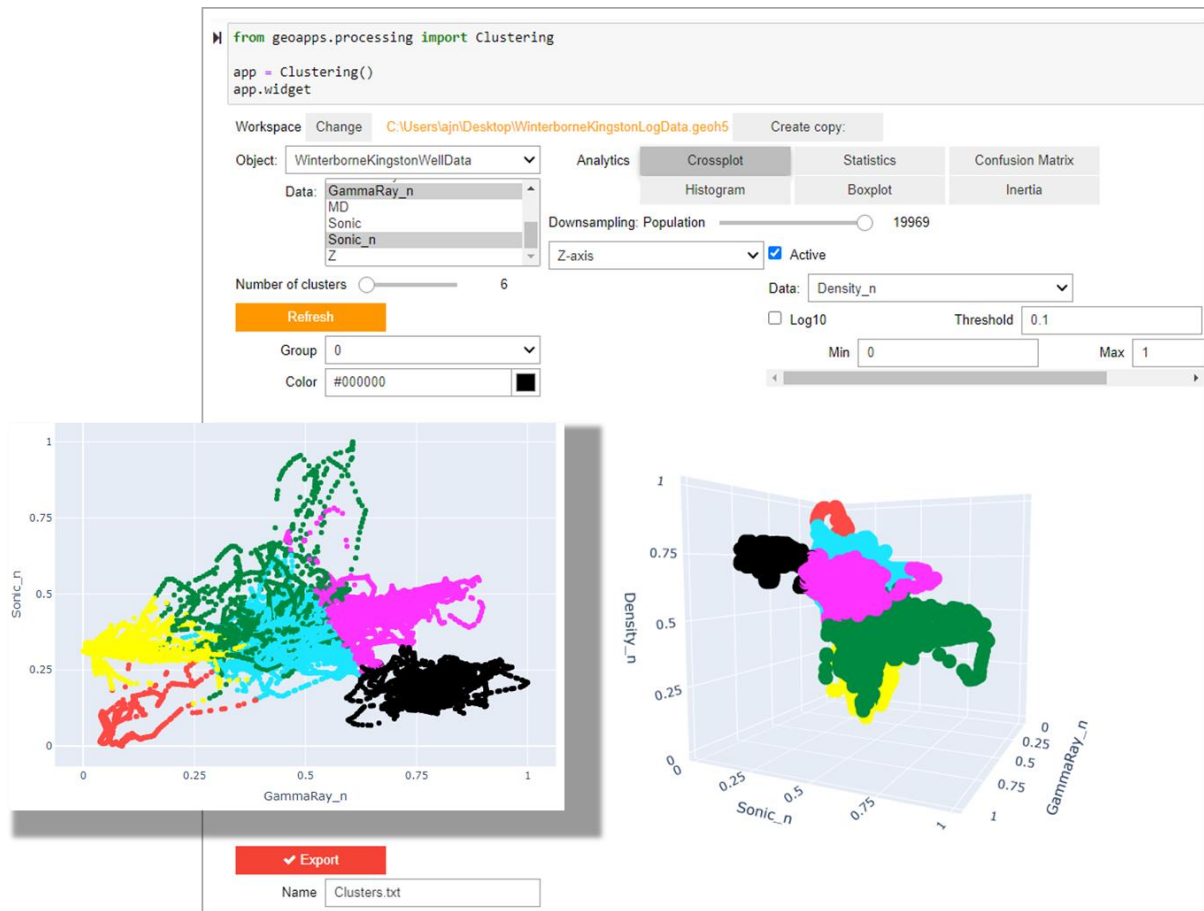 from geoapps.processing import Clustering
app = Clustering()
app.widget
Workspace Change C:\Users\ajn\Desktop\WinterborneKingstonLogData.geoh5 Create copy:
Object: WinterborneKingstonWellData Analytics Crossplot Statistics Confusion Matrix
Data: GammaRay_n Histogram Boxplot Inertia
MD
Sonic Downsampling: Population 19969
Sonic_n
Z Z-axis Active
Number of clusters 6 Data: Density_n
Refresh Log10 Threshold 0.1
Group 0 Min 0 Max 1
Color #000000
1
0.75
0.5
0.25
0
Sonic_n
0 0.25 0.5 0.75 1
GammaRay_n
1
0.75
0.5
0.25
0
Density_n
0 0.25 0.5 0.75 1
Sonic_n
0
0.25
0.5
0.75
1
GammaRay_n
Export
Name Clusters.txt